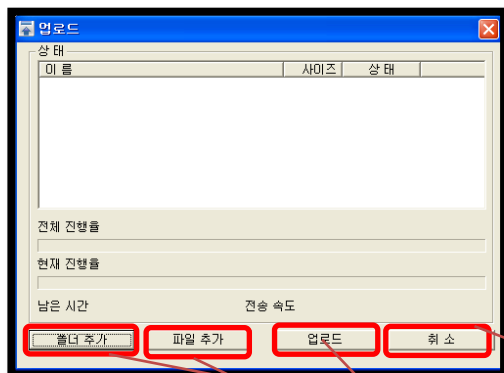 업로드
상태
이름 사이즈 상태
전체 진행율
현재 진행율
남은 시간 전송 속도
폴더 추가 파일 추가 업로드 취소